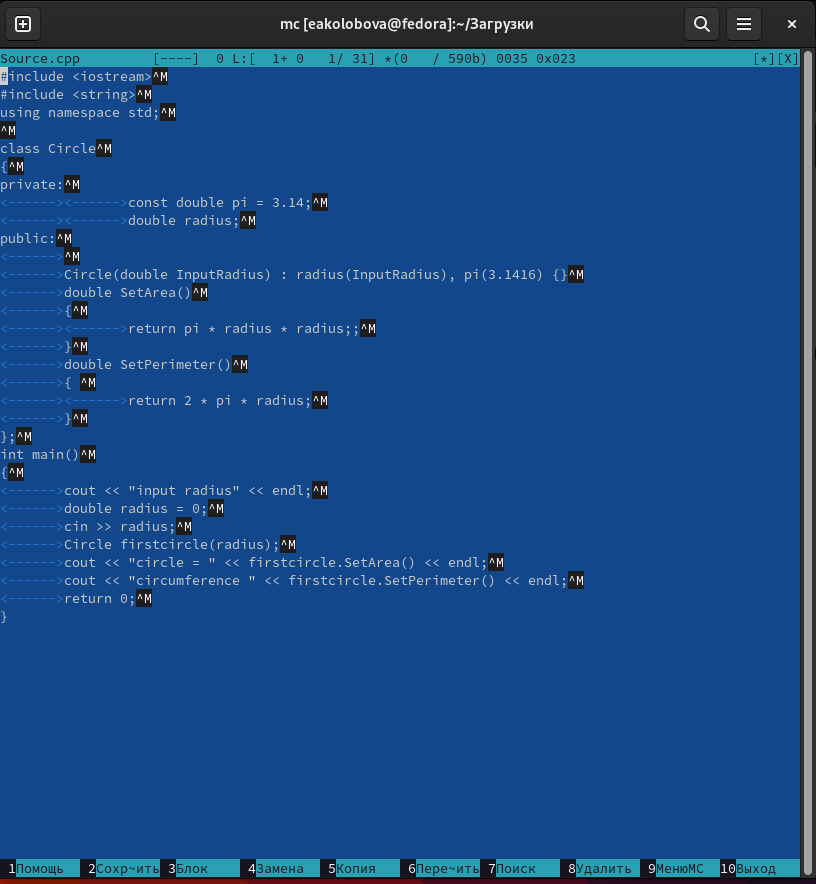 mc [eakolobova@fedora]:~/Загрузки
Source.cpp         [----]  0 L:[  1+ 0   1/ 31] *(0   / 590b) 0035 0x023                      [*][X]
#include <iostream>^M
#include <string>^M
using namespace std;^M
^M
class Circle^M
{^M
private:^M
<------><------>const double pi = 3.14;^M
<------><------>double radius;^M
public:^M
<------>^M
<------>Circle(double InputRadius) : radius(InputRadius), pi(3.1416) {}^M
<------>double SetArea()^M
<------>{^M
<------><------>return pi * radius * radius;;^M
<------>}^M
<------>double SetPerimeter()^M
<------>{ ^M
<------><------>return 2 * pi * radius;^M
<------>}^M
};^M
int main()^M
{^M
<------>cout << "input radius" << endl;^M
<------>double radius = 0;^M
<------>cin >> radius;^M
<------>Circle firstcircle(radius);^M
<------>cout << "circle = " << firstcircle.SetArea() << endl;^M
<------>cout << "circumference " << firstcircle.SetPerimeter() << endl;^M
<------>return 0;^M
}
1Помощь 2Сохр~ить 3Блок 4Замена 5Копия 6Пере~ить 7Поиск 8Удалить 9МенюMC 10Выход